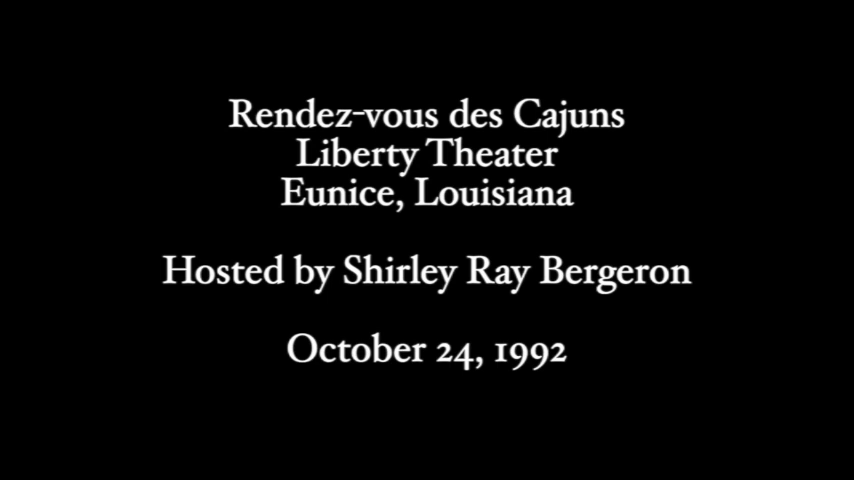 Rendez-vous des Cajuns
Liberty Theater
Eunice, Louisiana
Hosted by Shirley Ray Bergeron
October 24, 1992